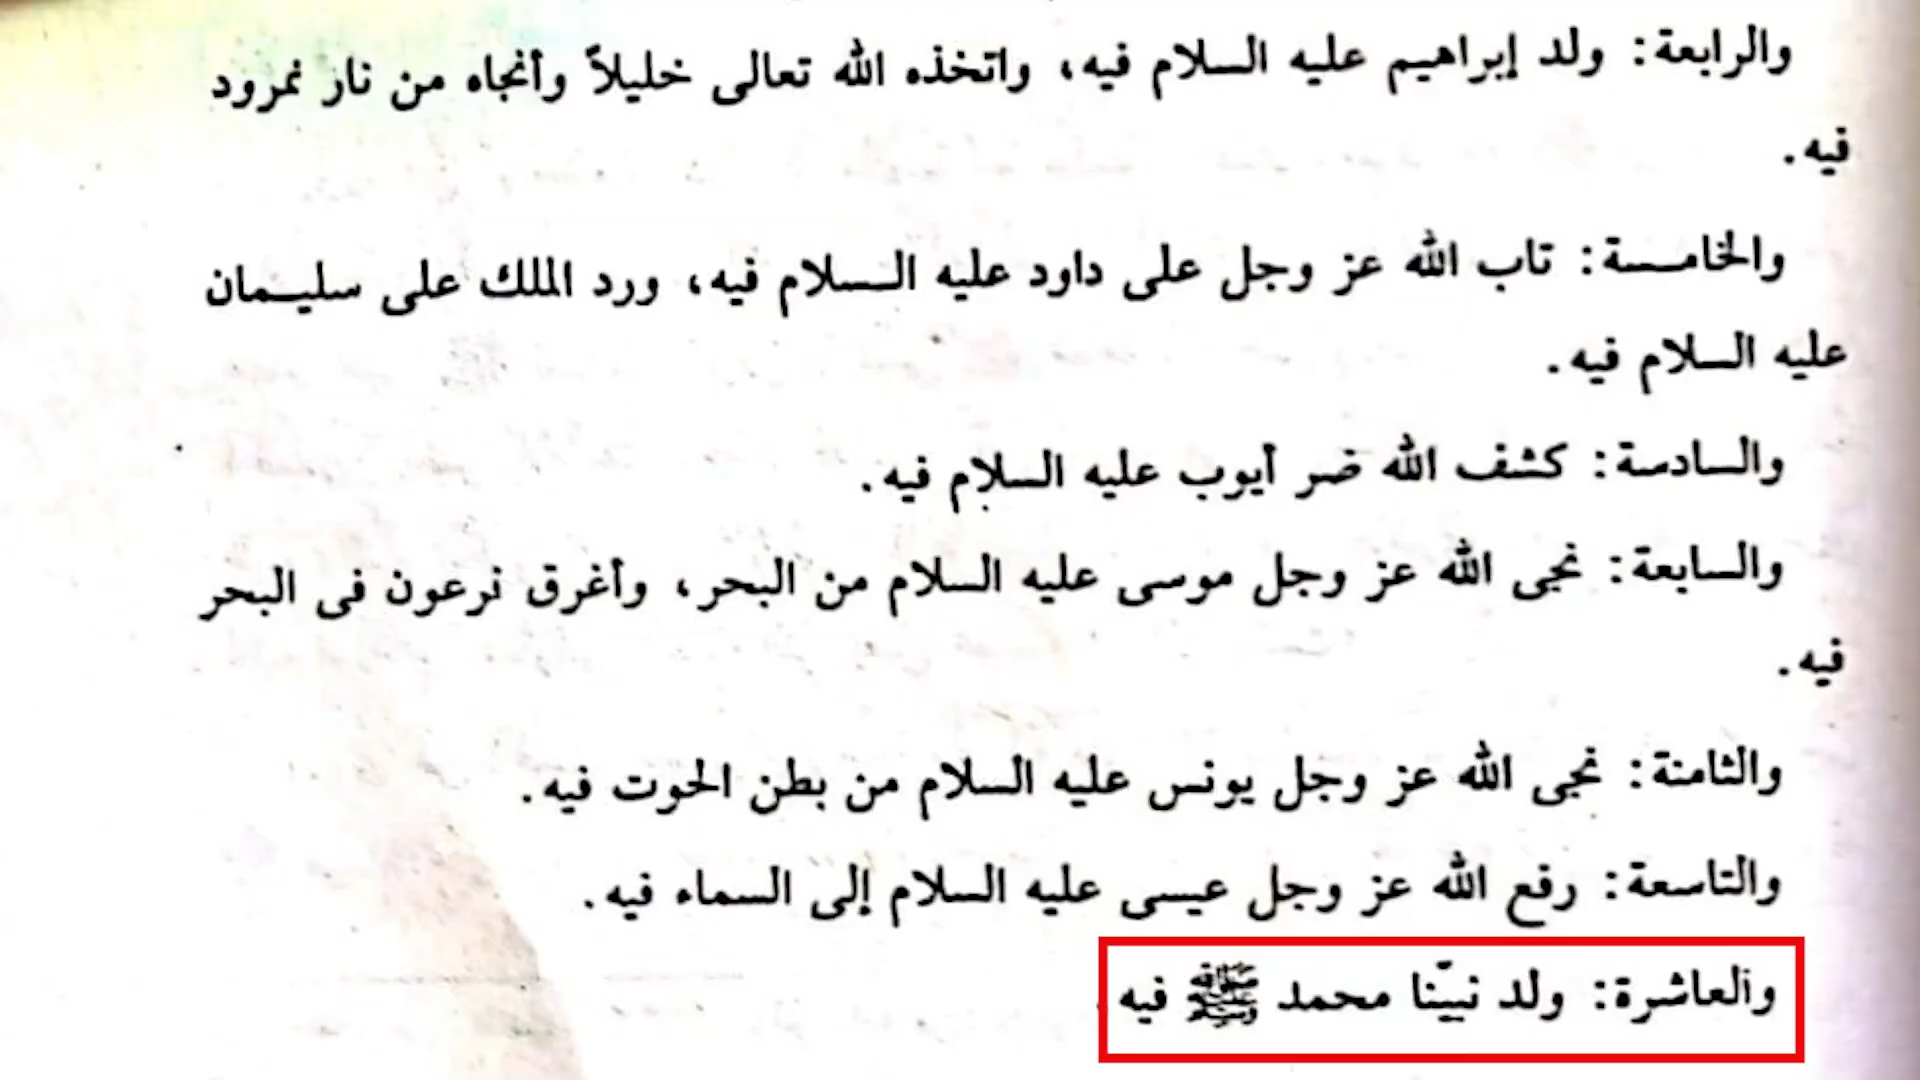 والرابعة: ولد إبراهيم عليه السلام فيه، واتخذه الله تعالى خليلاً وأنجاه من نار نمرود
فيه.
والخامسة: تاب الله عز وجل على داود عليه السلام فيه، ورد الملك على سليمان
عليه السلام فيه.
والسادسة: كشف الله ضر أيوب عليه السلام فيه.
والسابعة: نجى الله عز وجل موسى عليه السلام من البحر، وأغرق فرعون فى البحر
فيه.
والثامنة: نجى الله عز وجل يونس عليه السلام من بطن الحوت فيه.
والتاسعة: رفع الله عز وجل عيسى عليه السلام إلى السماء فيه.
والعاشرة: ولد نبيّنا محمد ﷺ فيه.